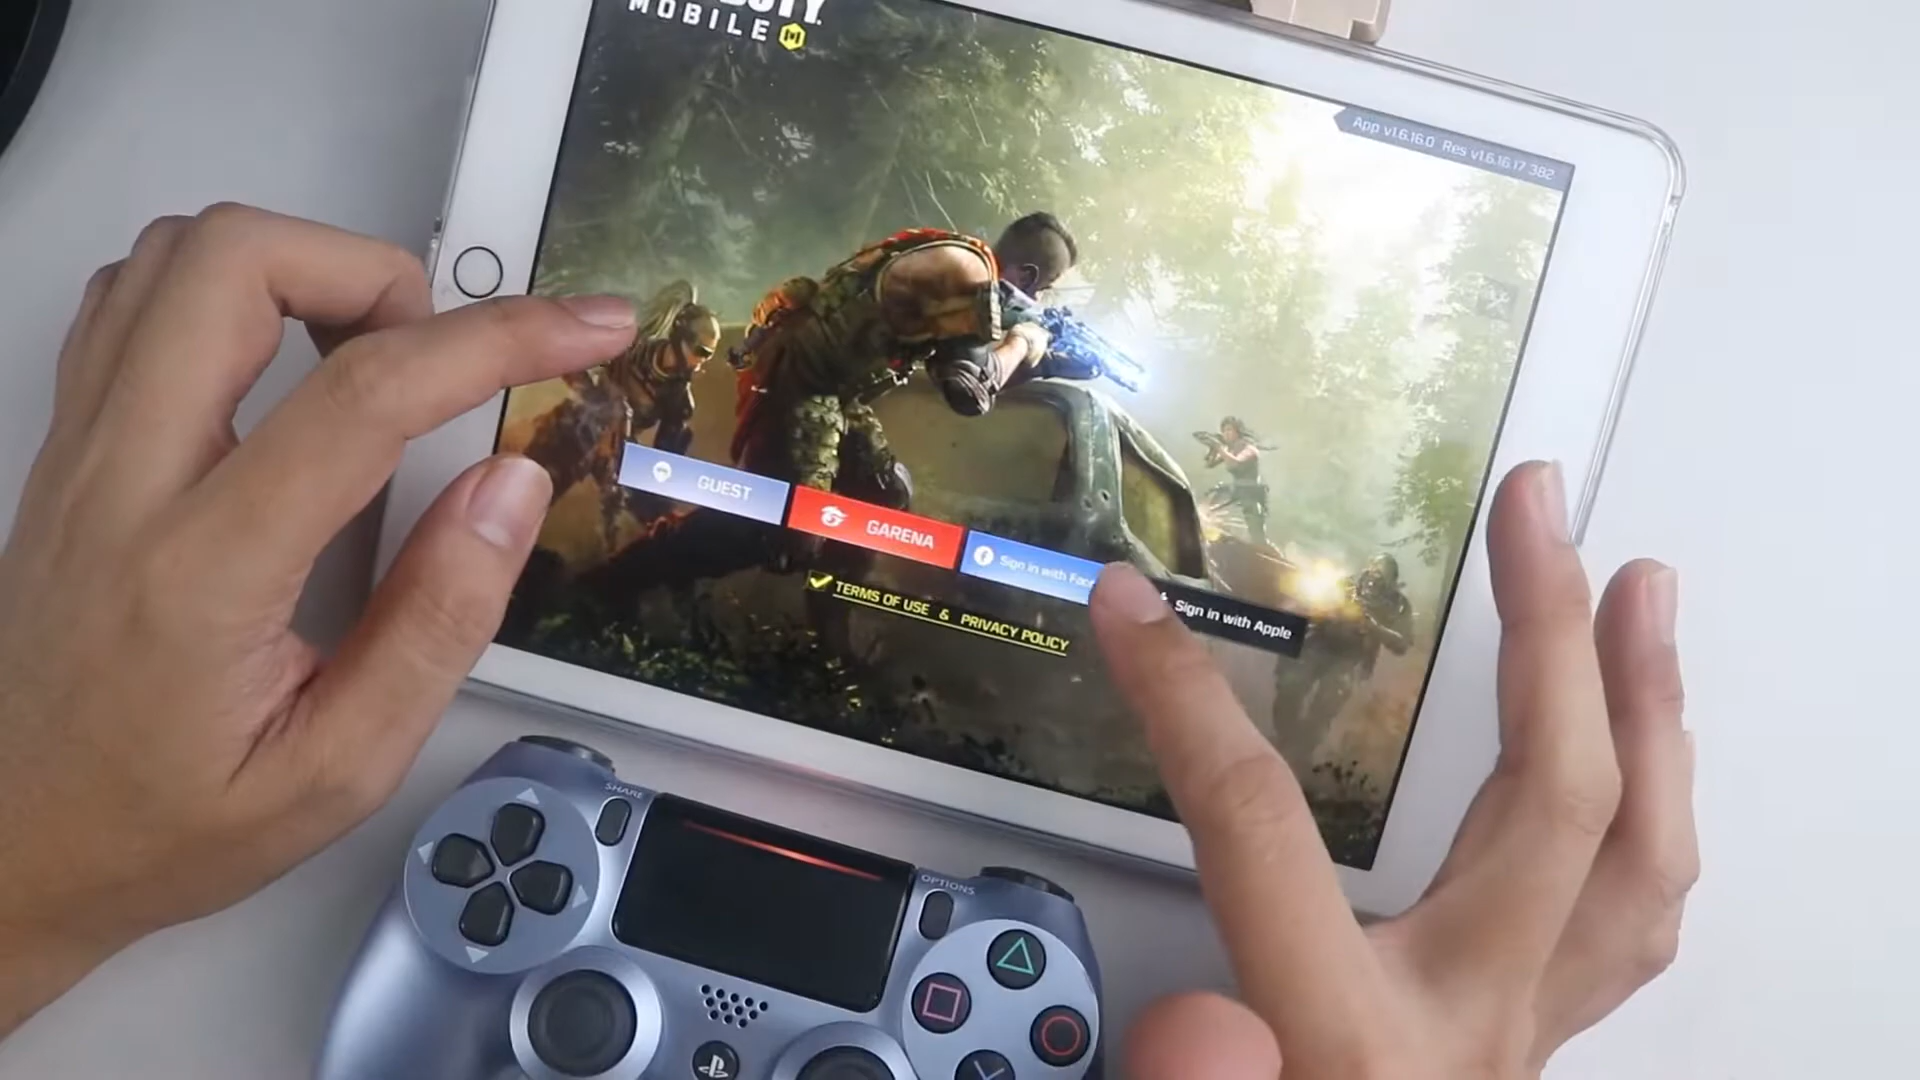 MOBILE
App v1.6.16.0 Res v1.6.16.17 382
GUEST
GARENA
Sign in with
Sign in with Apple
TERMS OF USE & PRIVACY POLICY
SHARE
OPTIONS